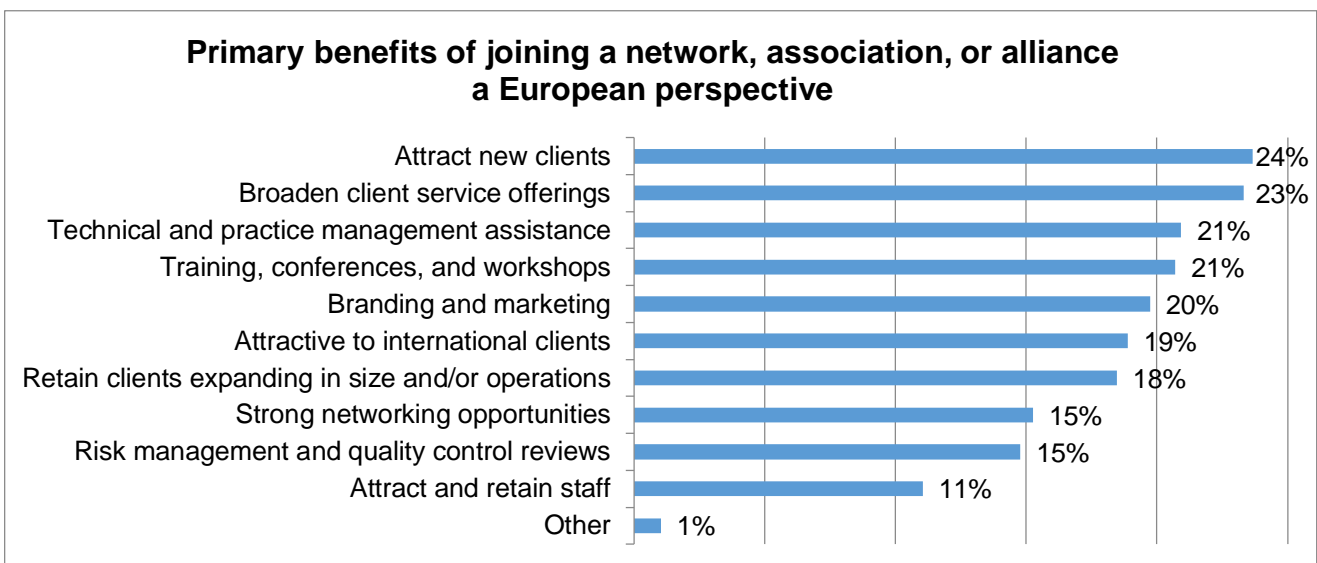 Primary benefits of joining a network, association, or alliance
a European perspective
Attract new clients 24%
Broaden client service offerings 23%
Technical and practice management assistance 21%
Training, conferences, and workshops 21%
Branding and marketing 20%
Attractive to international clients 19%
Retain clients expanding in size and/or operations 18%
Strong networking opportunities 15%
Risk management and quality control reviews 15%
Attract and retain staff 11%
Other 1%